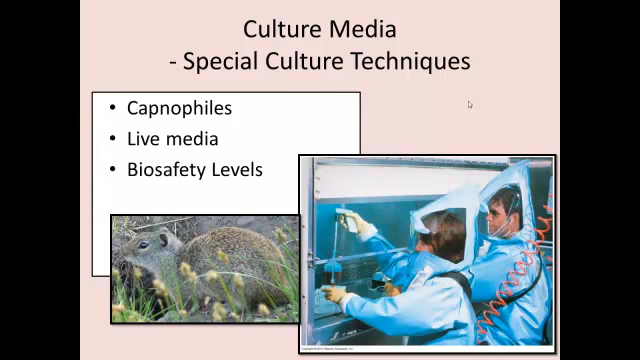 Culture Media
- Special Culture Techniques
• Capnophiles
• Live media
• Biosafety Levels